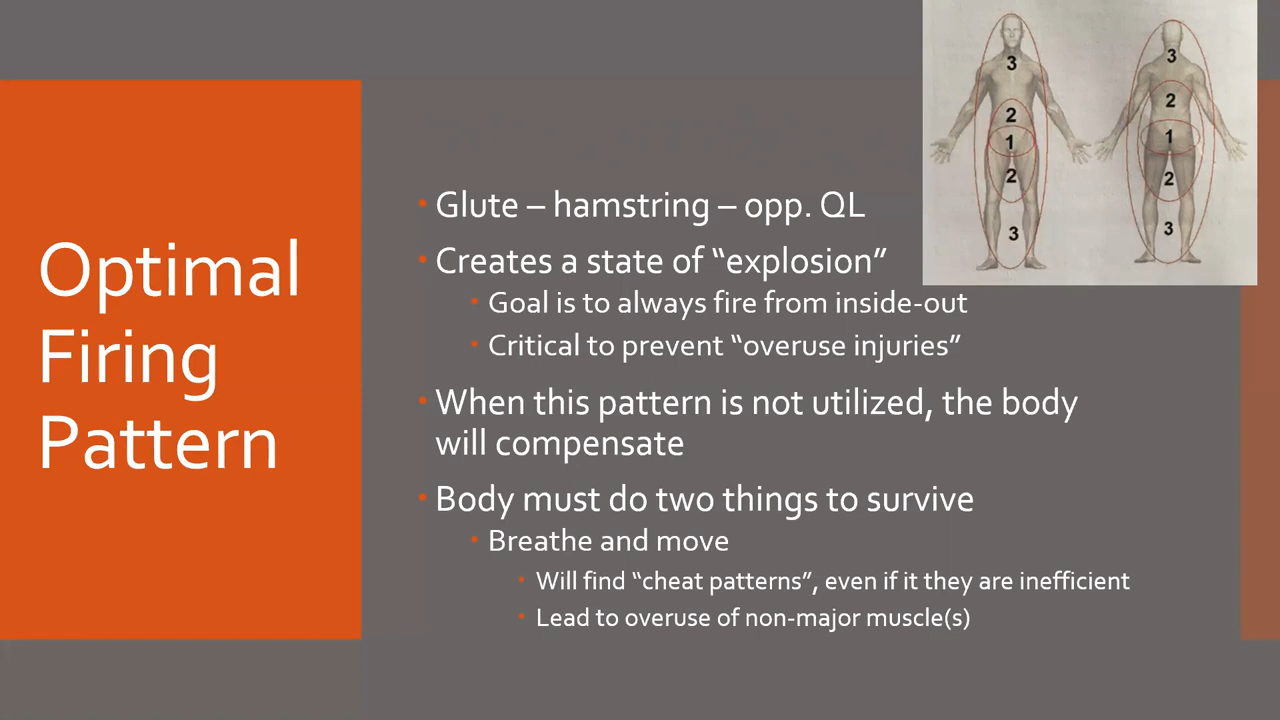 Optimal
Firing
Pattern
Glute – hamstring – opp. QL
Creates a state of “explosion”
Goal is to always fire from inside-out
Critical to prevent “overuse injuries”
When this pattern is not utilized, the body
will compensate
Body must do two things to survive
Breathe and move
Will find “cheat patterns”, even if it they are inefficient
Lead to overuse of non-major muscle(s)
3
2
1
2
3
3
2
1
2
3